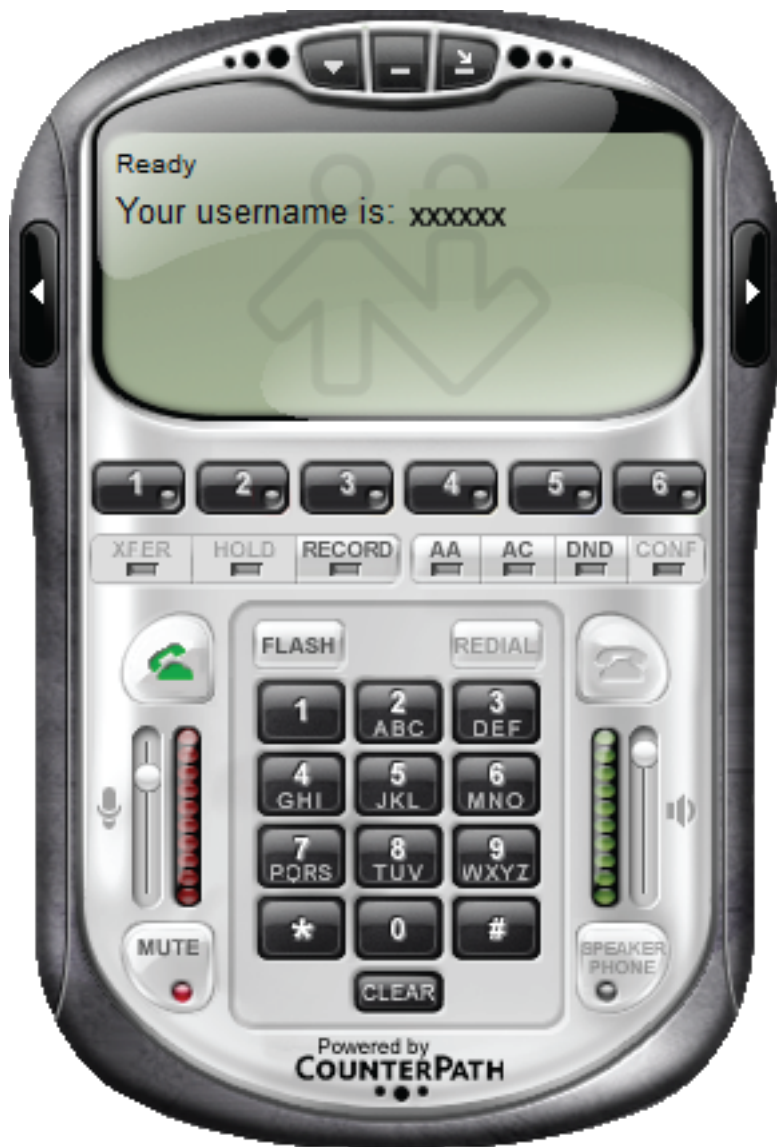 Ready
Your username is: xxxxxx
1 2 3 4 5 6
XFER HOLD RECORD AA AC DND CONF
FLASH REDIAL
1 2 3
ABC DEF
4 5 6
GHI JKL MNO
7 8 9
PQRS TUV WXYZ
* 0 #
MUTE SPEAKER
PHONE
CLEAR
Powered by
COUNTERPATH